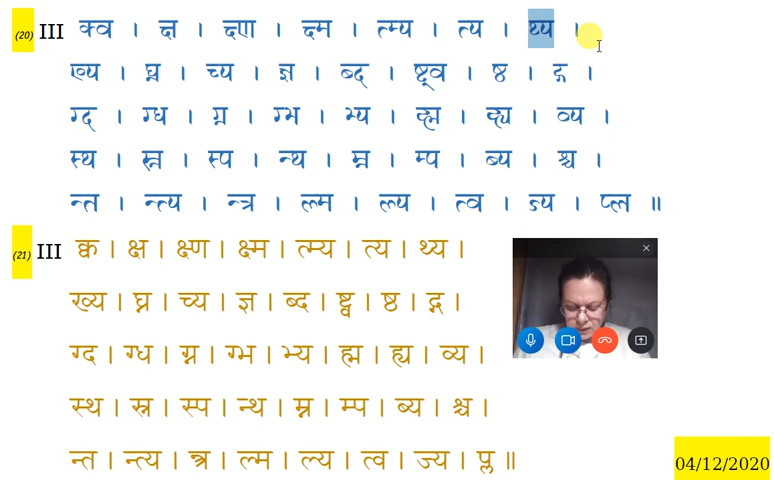 (20) III क्व । क्ष । क्ष्ण । क्ष्म । त्म्य । त्य । थ्य ।
ख्य । घ्न । च्य । ज्ञ । ब्द । ष्ट्व । ष्ठ । द्ग ।
ग्द । ग्ध । ग्न । ग्भ । भ्य । ह्म । ह्य । व्य ।
स्थ । स्न । स्प । न्थ । म्न । म्प । ब्य । श्च ।
न्त । न्त्य । न्त्र । ल्म । ल्य । त्व । ज्य । प्ल ॥
(21) III क्व । क्ष । क्ष्ण । क्ष्म । त्म्य । त्य । थ्य ।
ख्य । घ्न । च्य । ज्ञ । ब्द । ष्ट्व । ष्ठ । द्ग ।
ग्द । ग्ध । ग्न । ग्भ । भ्य । ह्म । ह्य । व्य ।
स्थ । स्न । स्प । न्थ । म्न । म्प । ब्य । श्च ।
न्त । न्त्य । न्त्र । ल्म । ल्य । त्व । ज्य । प्ल ॥
04/12/2020